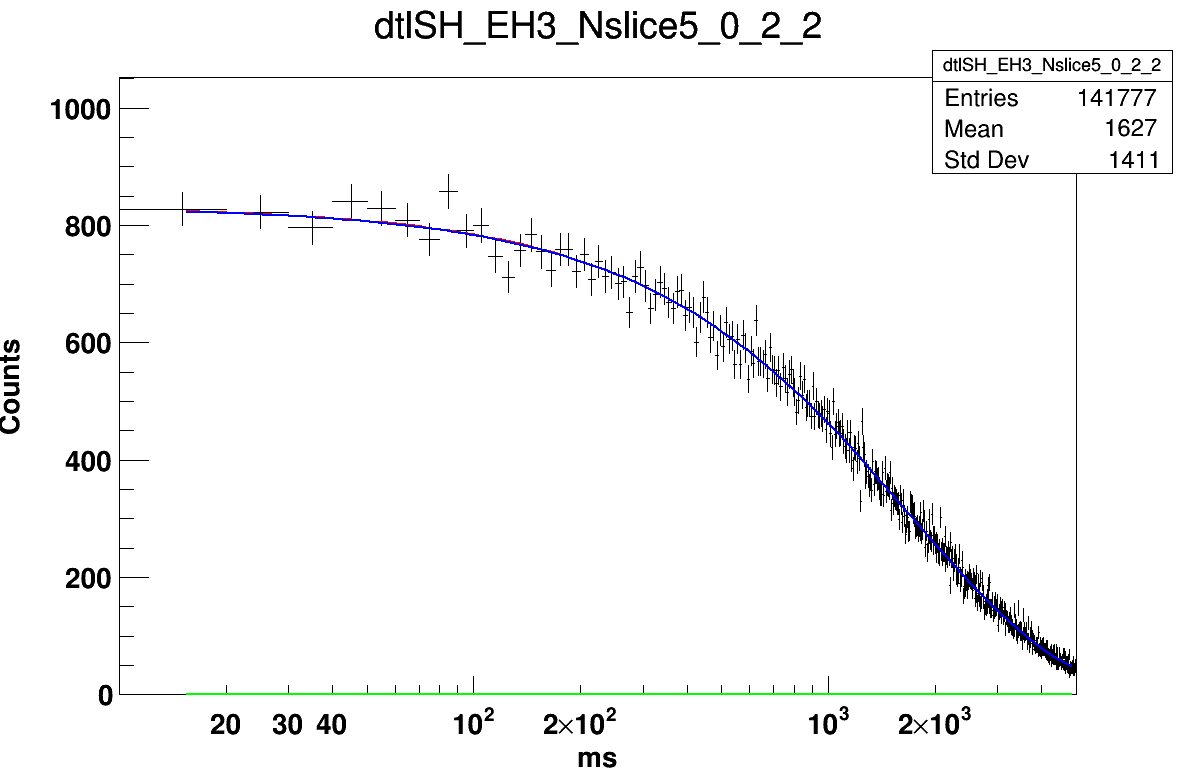 dtlSH_EH3_Nslice5_0_2_2
dtlSH_EH3_Nslice5_0_2_2
Entries 141777
Mean 1627
Std Dev 1411
1000
800
600
400
200
0
Counts
20 30 40 10² 2×10² 10³ 2×10³
ms